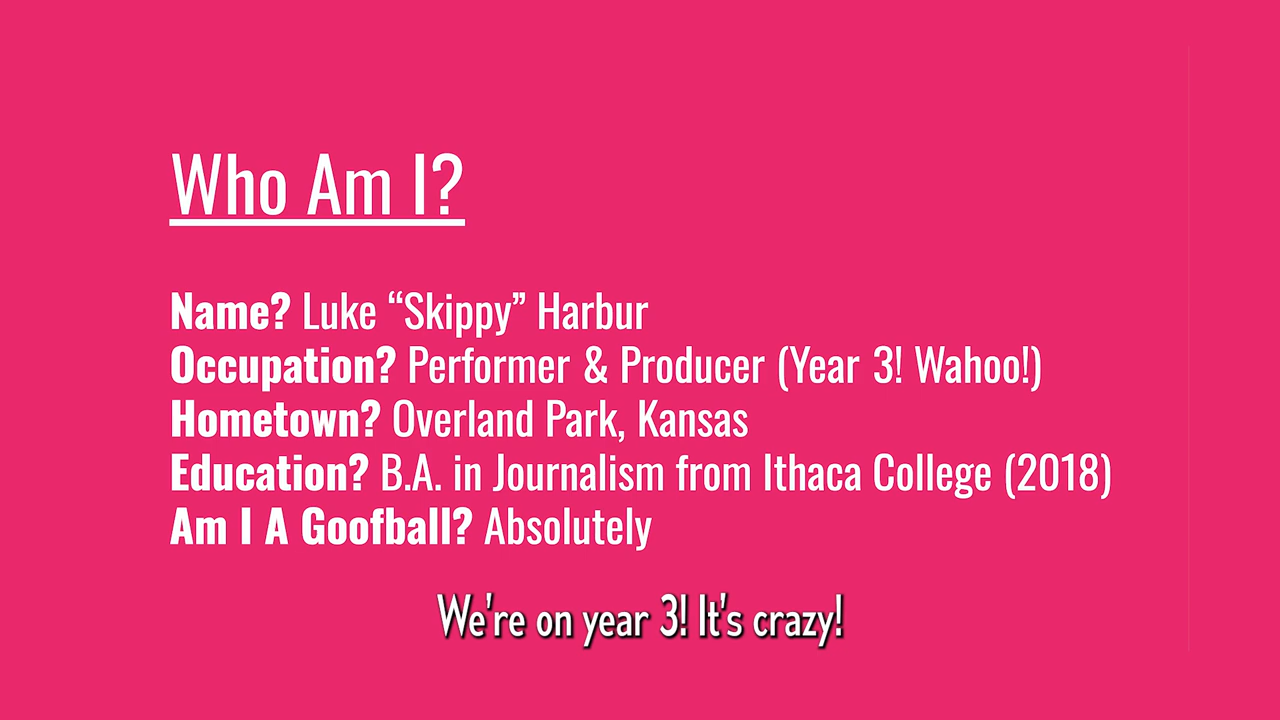 Who Am I?
Name? Luke “Skippy” Harbur
Occupation? Performer & Producer (Year 3! Wahoo!)
Hometown? Overland Park, Kansas
Education? B.A. in Journalism from Ithaca College (2018)
Am I A Goofball? Absolutely
We're on year 3! It's crazy!